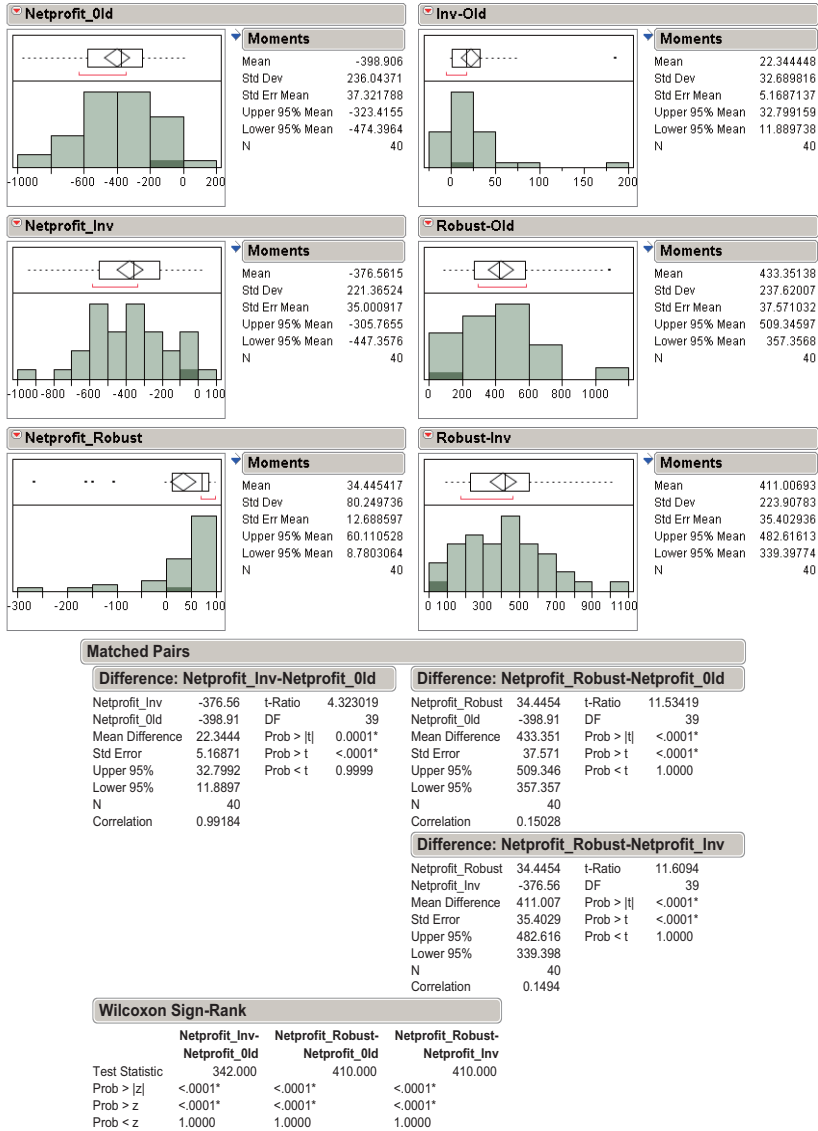 Netprofit_0ld
Moments
Mean -398.906
Std Dev 236.04371
Std Err Mean 37.321788
Upper 95% Mean -323.4155
Lower 95% Mean -474.3964
N 40
-1000 -600 -400 -200 0 200
Inv-Old
Moments
Mean 22.344448
Std Dev 32.689816
Std Err Mean 5.1687137
Upper 95% Mean 32.799159
Lower 95% Mean 11.889738
N 40
0 50 100 150 200
Netprofit_Inv
Moments
Mean -376.5615
Std Dev 221.36524
Std Err Mean 35.000917
Upper 95% Mean -305.7655
Lower 95% Mean -447.3576
N 40
-1000 -800 -600 -400 -200 0 100
Robust-Old
Moments
Mean 433.35138
Std Dev 237.62007
Std Err Mean 37.571032
Upper 95% Mean 509.34597
Lower 95% Mean 357.3568
N 40
0 200 400 600 800 1000
Netprofit_Robust
Moments
Mean 34.445417
Std Dev 80.249736
Std Err Mean 12.688597
Upper 95% Mean 60.110528
Lower 95% Mean 8.7803064
N 40
-300 -200 -100 0 50 100
Robust-Inv
Moments
Mean 411.00693
Std Dev 223.90783
Std Err Mean 35.402936
Upper 95% Mean 482.61613
Lower 95% Mean 339.39774
N 40
0 100 300 500 700 900 1100
Matched Pairs
Difference: Netprofit_Inv-Netprofit_0ld
Netprofit_Inv -376.56 t-Ratio 4.323019
Netprofit_0ld -398.91 DF 39
Mean Difference 22.3444 Prob > |t| 0.0001*
Std Error 5.16871 Prob > t <.0001*
Upper 95% 32.7992 Prob < t 0.9999
Lower 95% 11.8897
N 40
Correlation 0.99184
Difference: Netprofit_Robust-Netprofit_0ld
Netprofit_Robust 34.4454 t-Ratio 11.53419
Netprofit_0ld -398.91 DF 39
Mean Difference 433.351 Prob > |t| <.0001*
Std Error 37.571 Prob > t <.0001*
Upper 95% 509.346 Prob < t 1.0000
Lower 95% 357.357
N 40
Correlation 0.15028
Difference: Netprofit_Robust-Netprofit_Inv
Netprofit_Robust 34.4454 t-Ratio 11.6094
Netprofit_Inv -376.56 DF 39
Mean Difference 411.007 Prob > |t| <.0001*
Std Error 35.4029 Prob > t <.0001*
Upper 95% 482.616 Prob < t 1.0000
Lower 95% 339.398
N 40
Correlation 0.1494
Wilcoxon Sign-Rank
Netprofit_Inv- Netprofit_Robust- Netprofit_Robust-
Netprofit_0ld Netprofit_0ld Netprofit_Inv
Test Statistic 342.000 410.000 410.000
Prob > |z| <.0001* <.0001* <.0001*
Prob > z <.0001* <.0001* <.0001*
Prob < z 1.0000 1.0000 1.0000